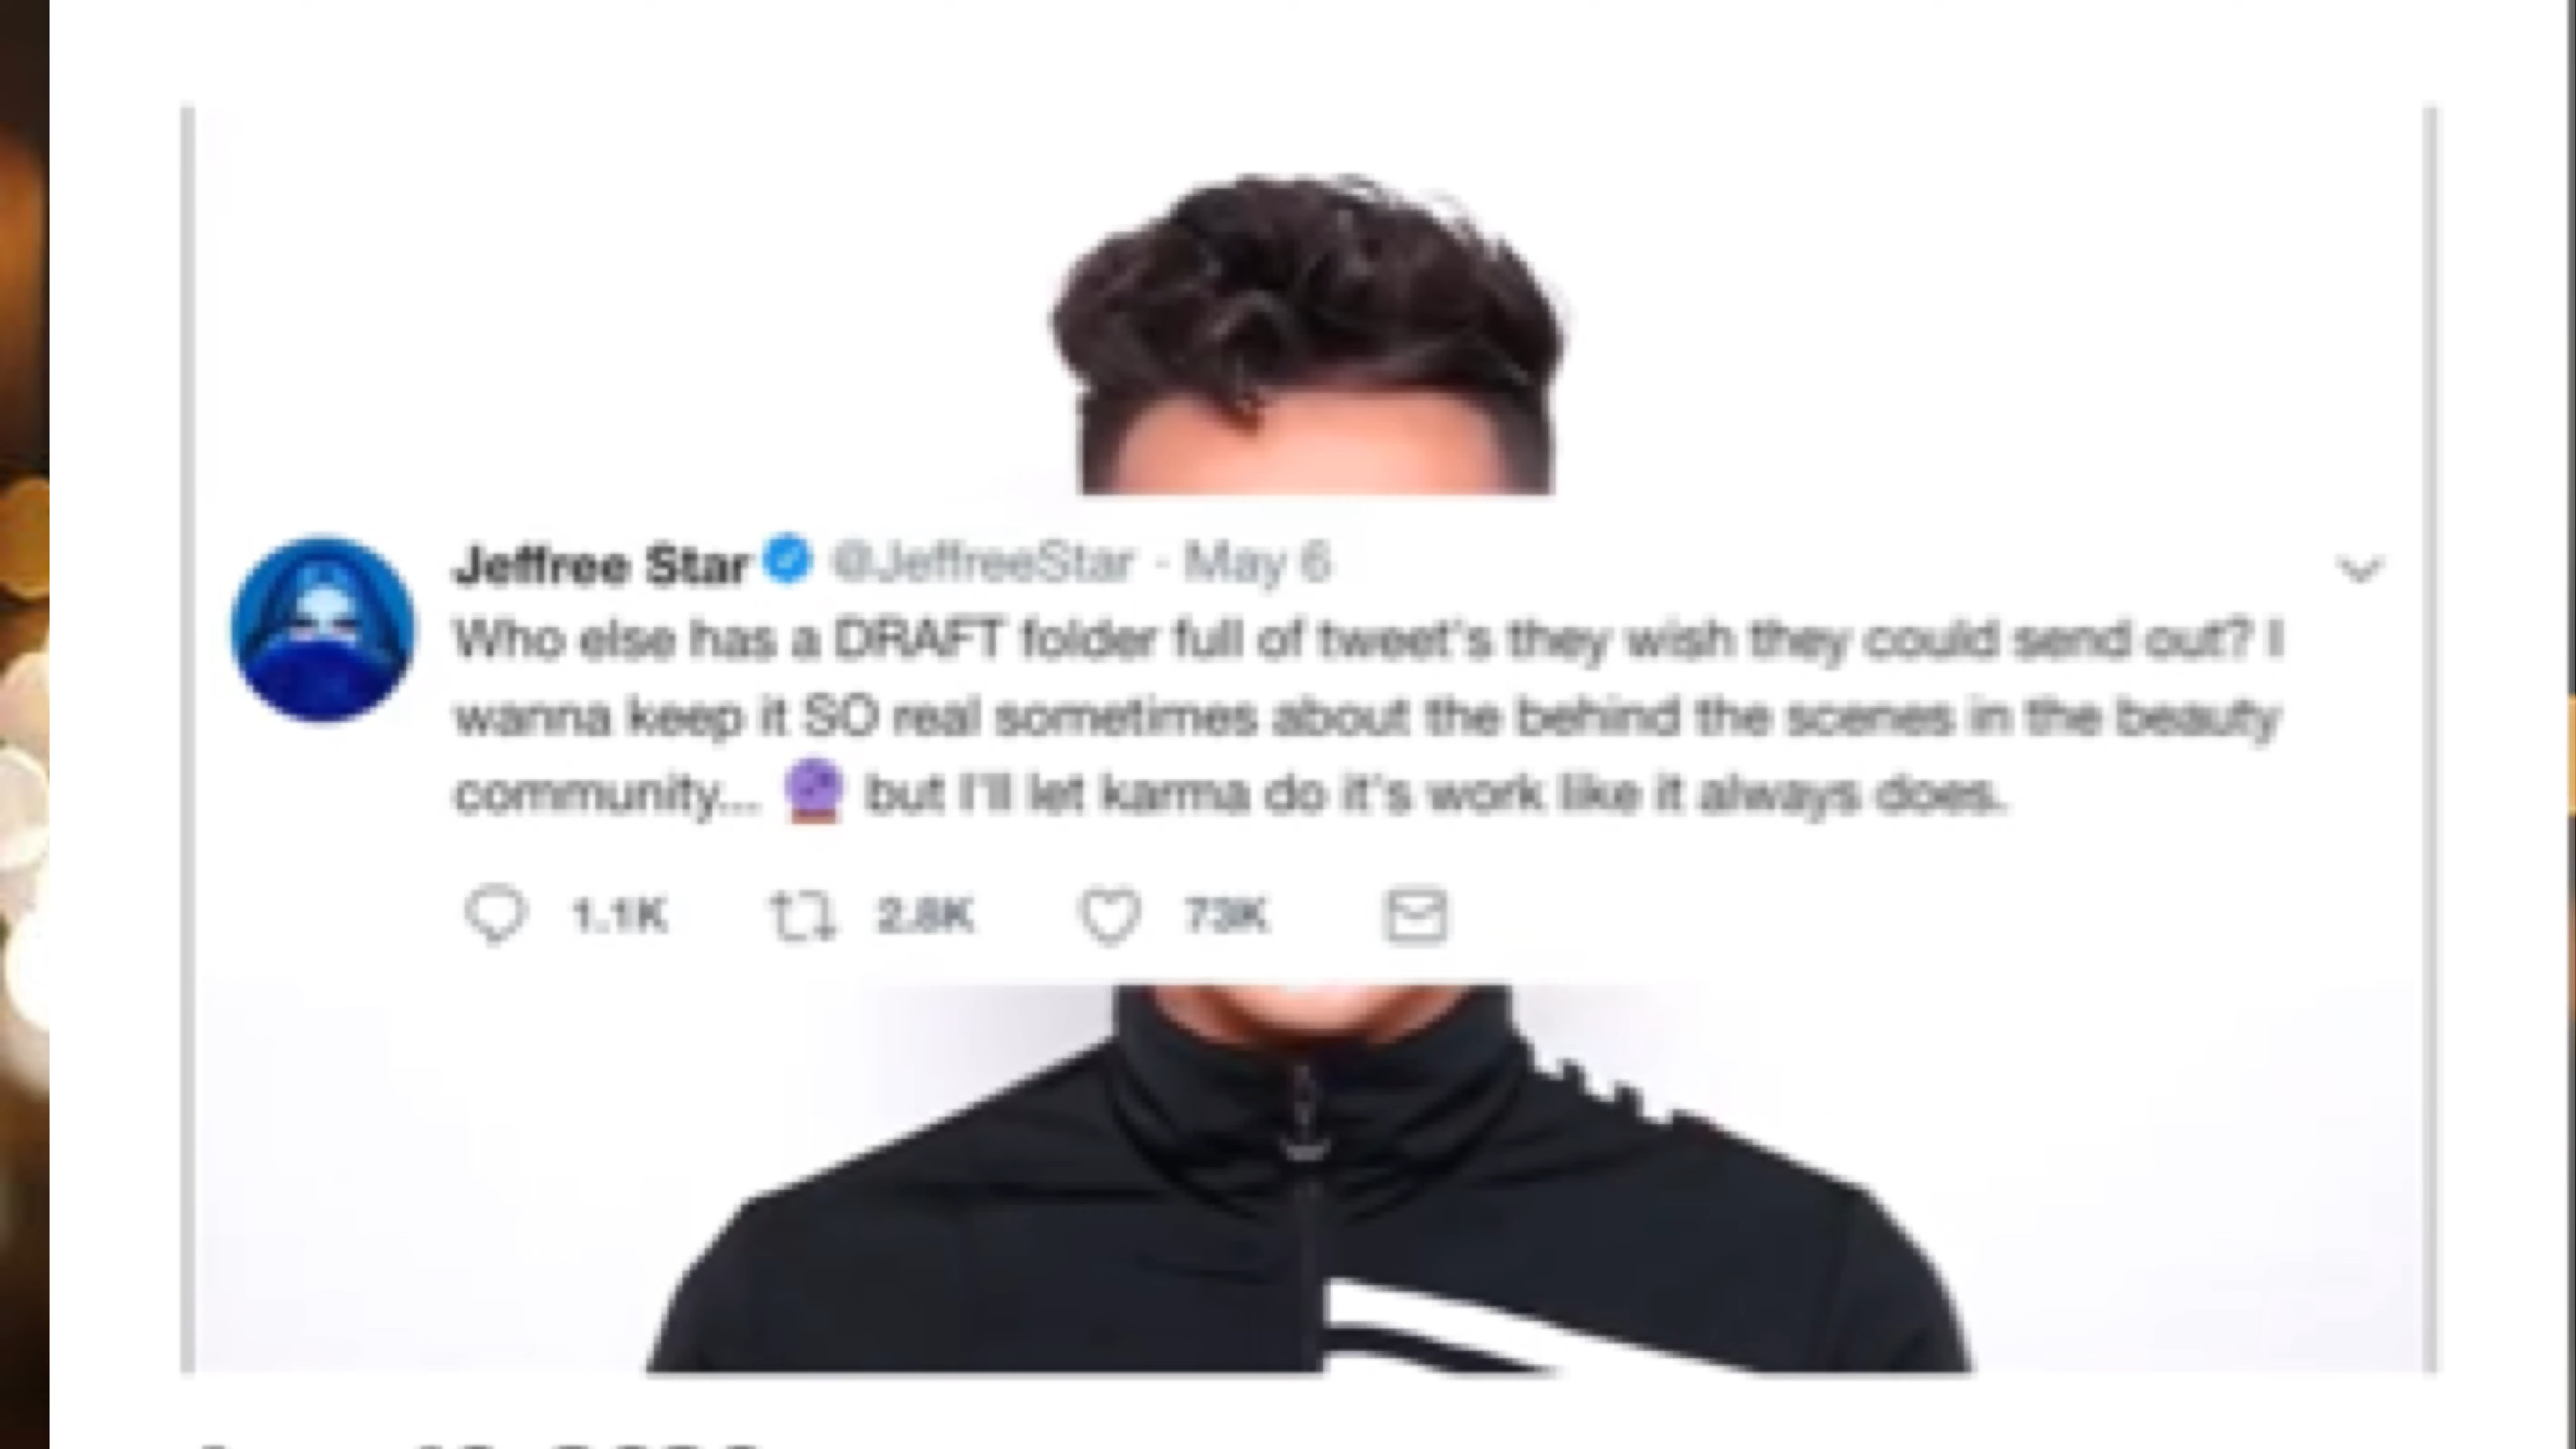 Jeffree Star @JeffreeStar · May 6
Who else has a DRAFT folder full of tweet's they wish they could send out? I
wanna keep it SO real sometimes about the behind the scenes in the beauty
community... 🔮 but I'll let karma do it's work like it always does.
1.1K 2.8K 73K